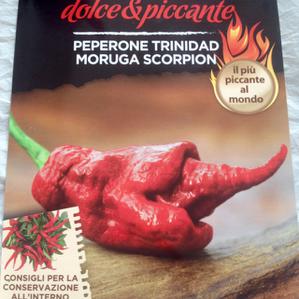 dolce&piccante
PEPERONE TRINIDAD
MORUGA SCORPION
il più
piccante
al
mondo
CONSIGLI PER LA
CONSERVAZIONE
ALL'INTERNO